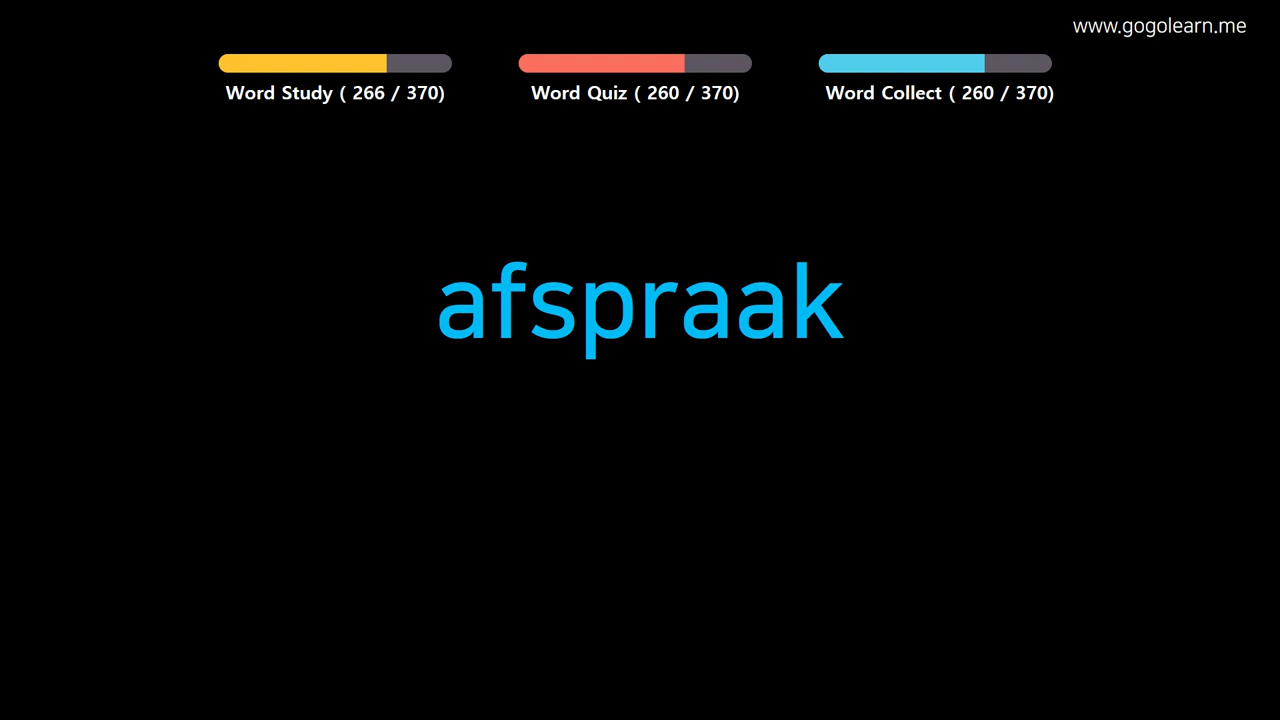 www.gogolearn.me
Word Study ( 266 / 370)
Word Quiz ( 260 / 370)
Word Collect ( 260 / 370)
afspraak